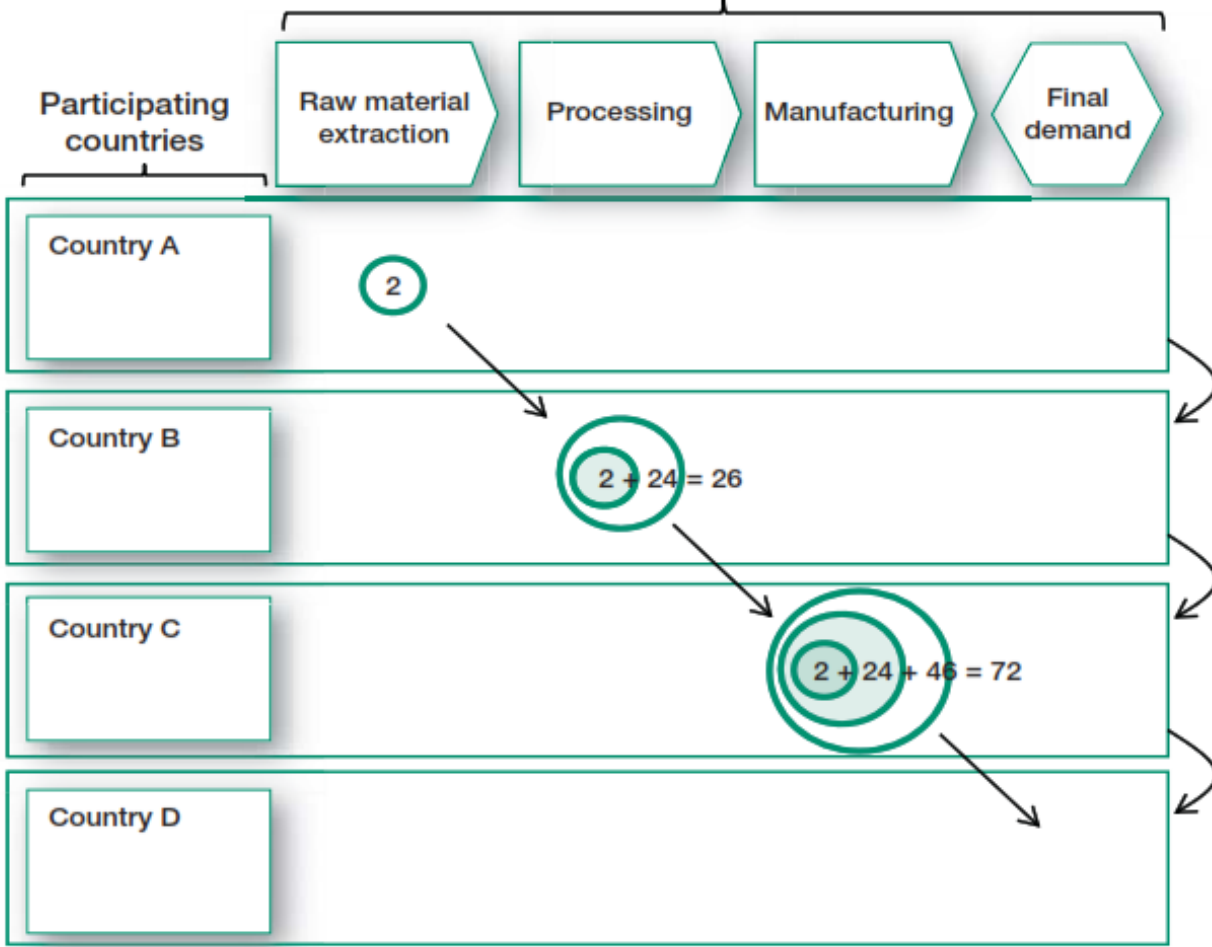 Participating
countries
Raw material
extraction
Processing
Manufacturing
Final
demand
Country A
2
Country B
2 + 24 = 26
Country C
2 + 24 + 46 = 72
Country D